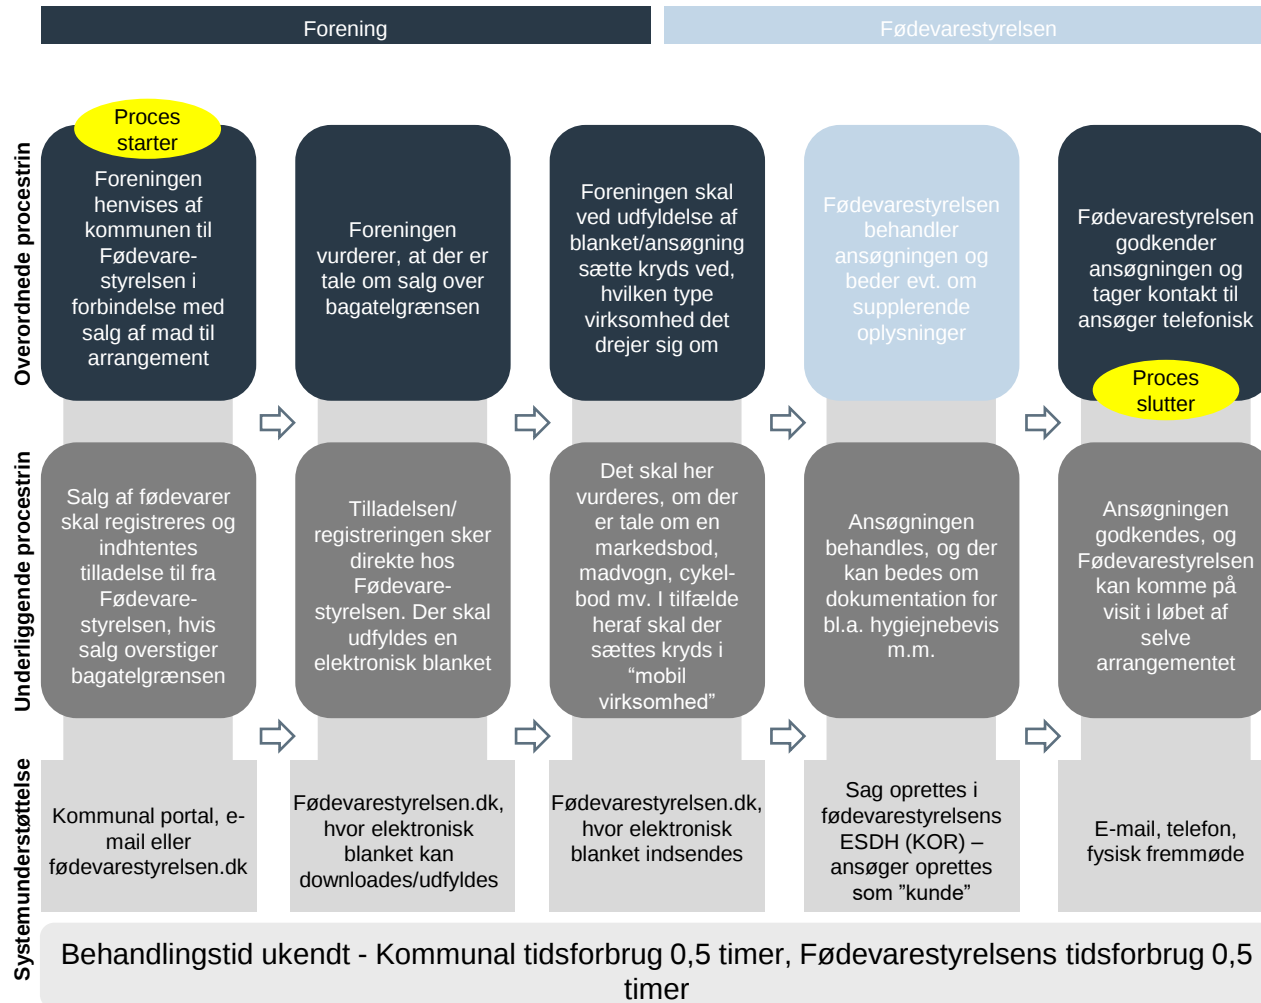 Forening
Fødevarestyrelsen
Overordnede procestrin
Proces
starter
Foreningen
henvises af
kommunen til
Fødevare-
styrelsen i
forbindelse med
salg af mad til
arrangement
Foreningen
vurderer, at der er
tale om salg over
bagatelgrænsen
Foreningen skal
ved udfyldelse af
blanket/ansøgning
sætte kryds ved,
hvilken type
virksomhed det
drejer sig om
Fødevarestyrelsen
behandler
ansøgningen og
beder evt. om
supplerende
oplysninger
Fødevarestyrelsen
godkender
ansøgningen og
tager kontakt til
ansøger telefonisk
Proces
slutter
Underliggende procestrin
Salg af fødevarer
skal registreres og
indhtentes
tilladelse til fra
Fødevare-
styrelsen, hvis
salg overstiger
bagatelgrænsen
Tilladelsen/
registreringen sker
direkte hos
Fødevare-
styrelsen. Der skal
udfyldes en
elektronisk blanket
Det skal her
vurderes, om der
er tale om en
markedsbod,
madvogn, cykel-
bod mv. I tilfælde
heraf skal der
sættes kryds i
“mobil
virksomhed”
Ansøgningen
behandles, og der
kan bedes om
dokumentation for
bl.a. hygiejnebevis
m.m.
Ansøgningen
godkendes, og
Fødevarestyrelsen
kan komme på
visit i løbet af
selve
arrangementet
Systemunderstøttelse
Kommunal portal, e-
mail eller
fødevarestyrelsen.dk
Fødevarestyrelsen.dk,
hvor elektronisk
blanket kan
downloades/udfyldes
Fødevarestyrelsen.dk,
hvor elektronisk
blanket indsendes
Sag oprettes i
fødevarestyrelsens
ESDH (KOR) –
ansøger oprettes
som ”kunde”
E-mail, telefon,
fysisk fremmøde
Behandlingstid ukendt - Kommunal tidsforbrug 0,5 timer, Fødevarestyrelsens tidsforbrug 0,5
timer